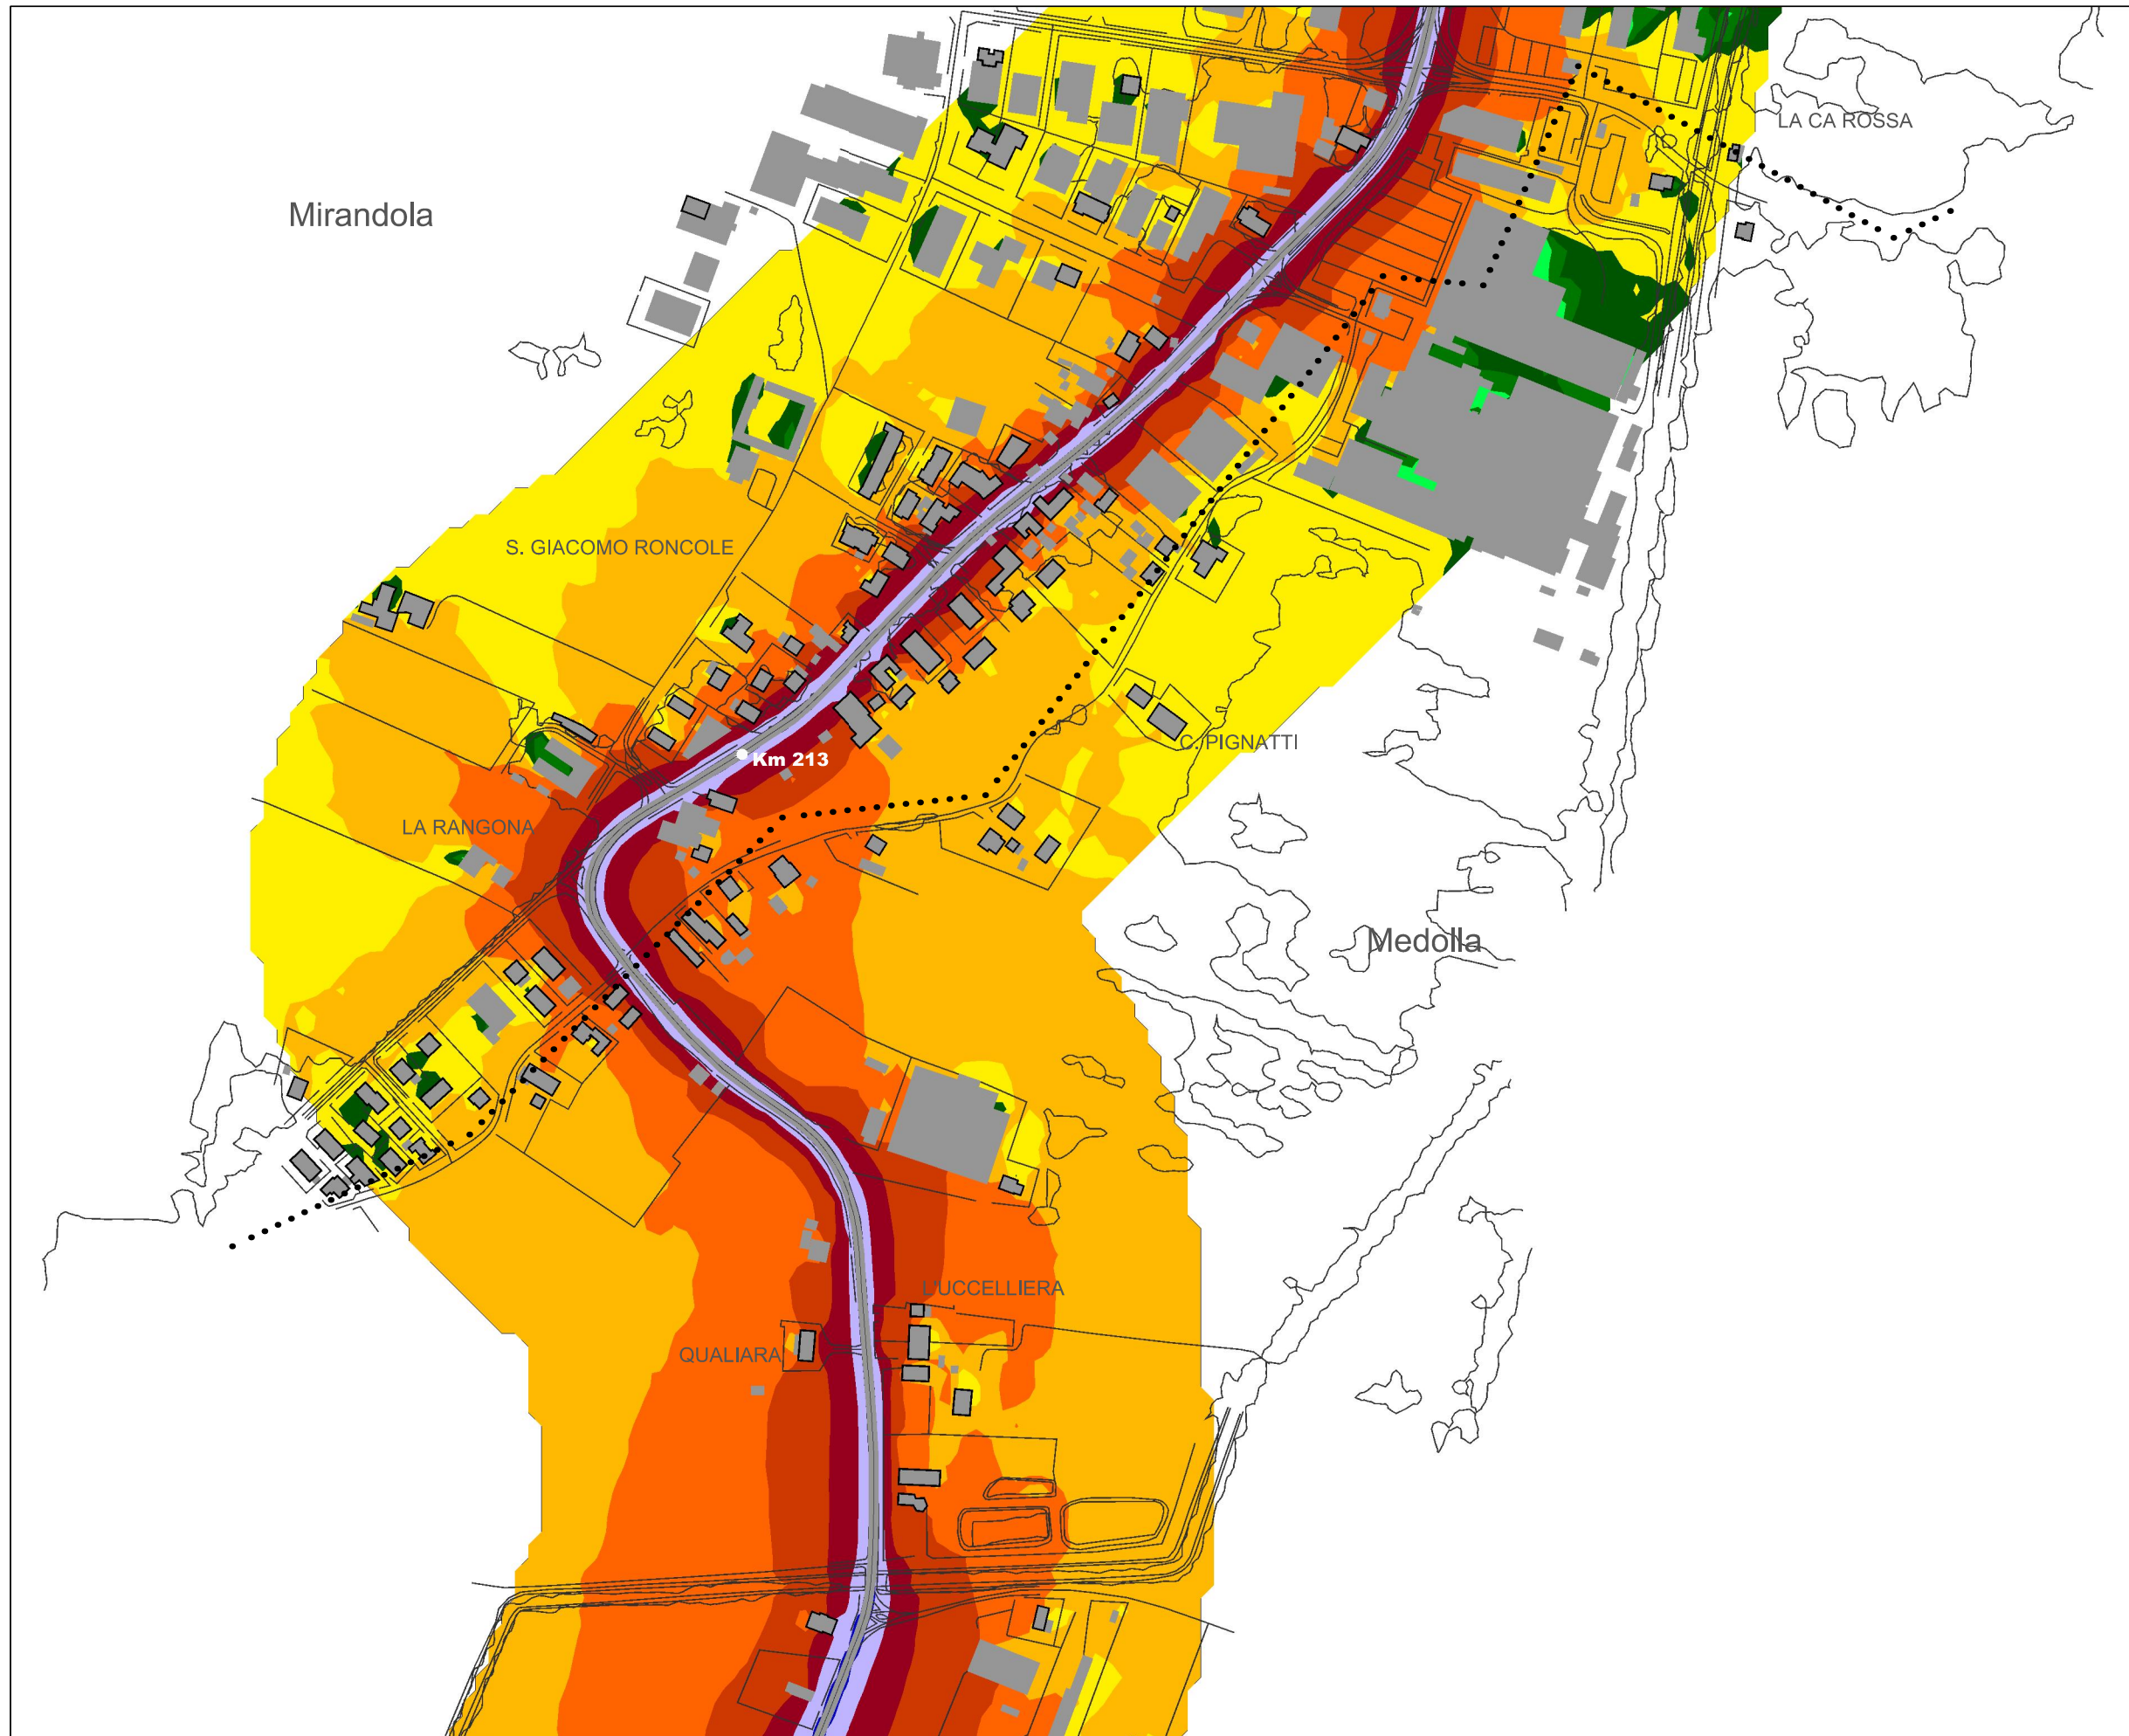 LA CA ROSSA
Mirandola
S. GIACOMO RONCOLE
C. PIGNATTI
Km 213
LA RANGONA
Medolla
L'UCCELLIERA
QUALIARA